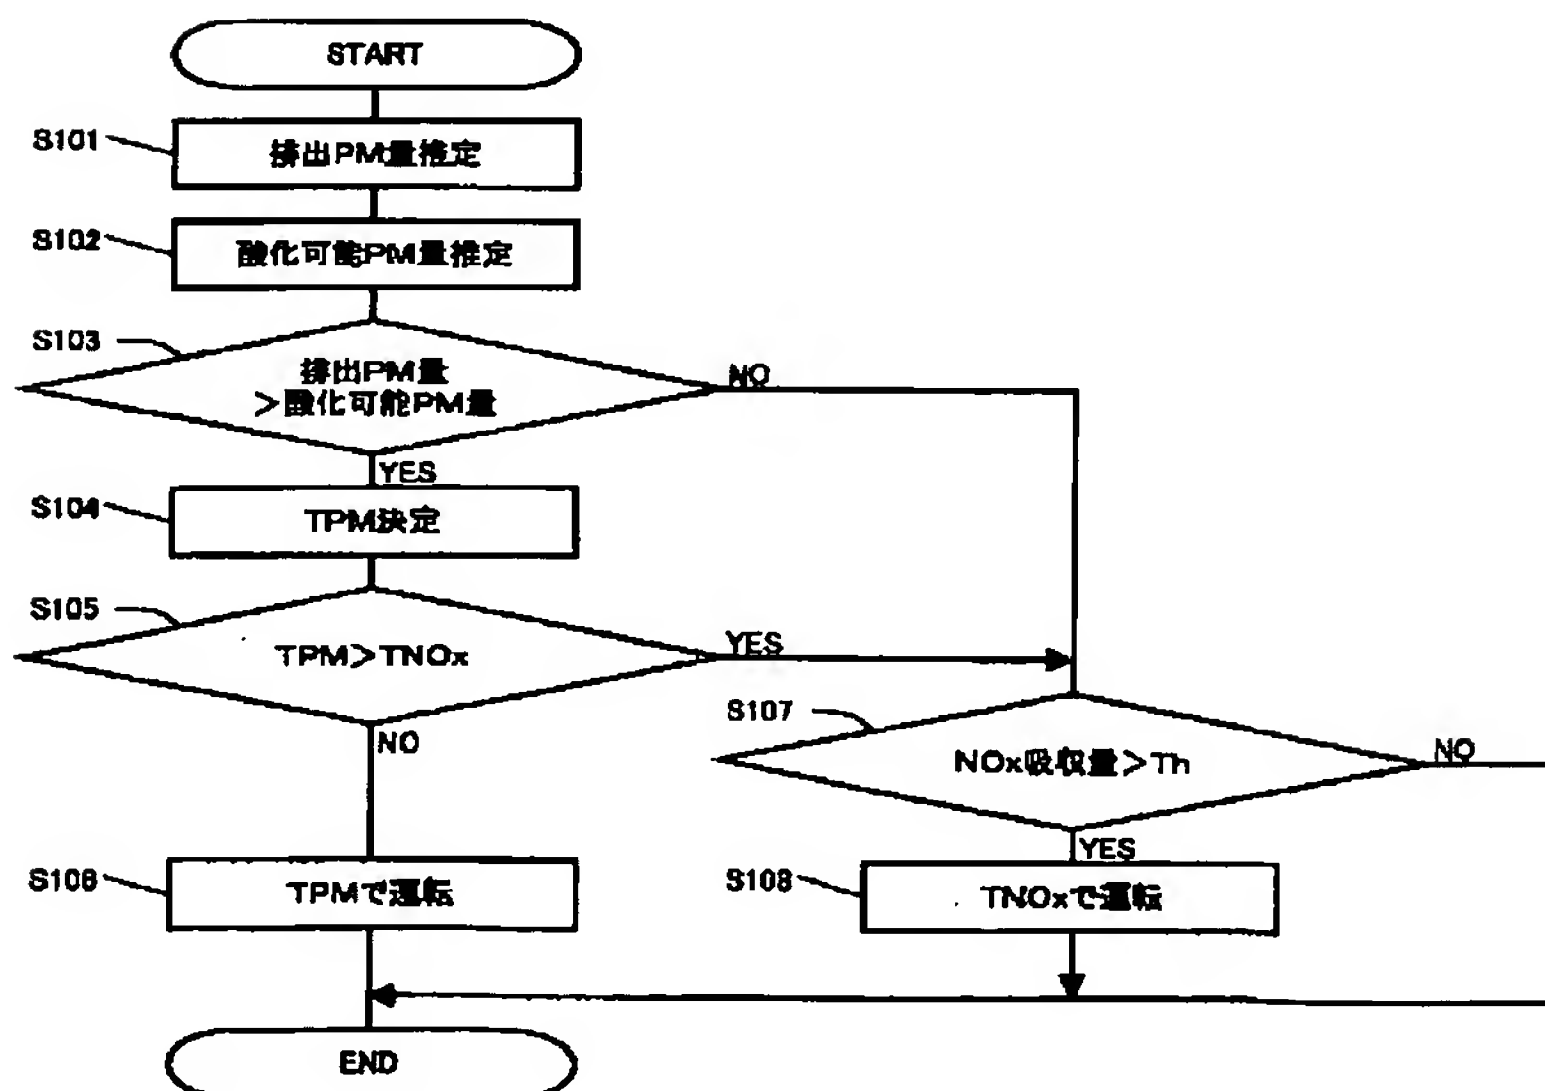 START
S101
排出PM量推定
S102
酸化可能PM量推定
S103
排出PM量
>酸化可能PM量
NO
YES
S104
TPM決定
S105
TPM>TNOx
YES
NO
S107
NOx吸収量>Th
NO
YES
S106
TPMで運転
S108
TNOxで運転
END